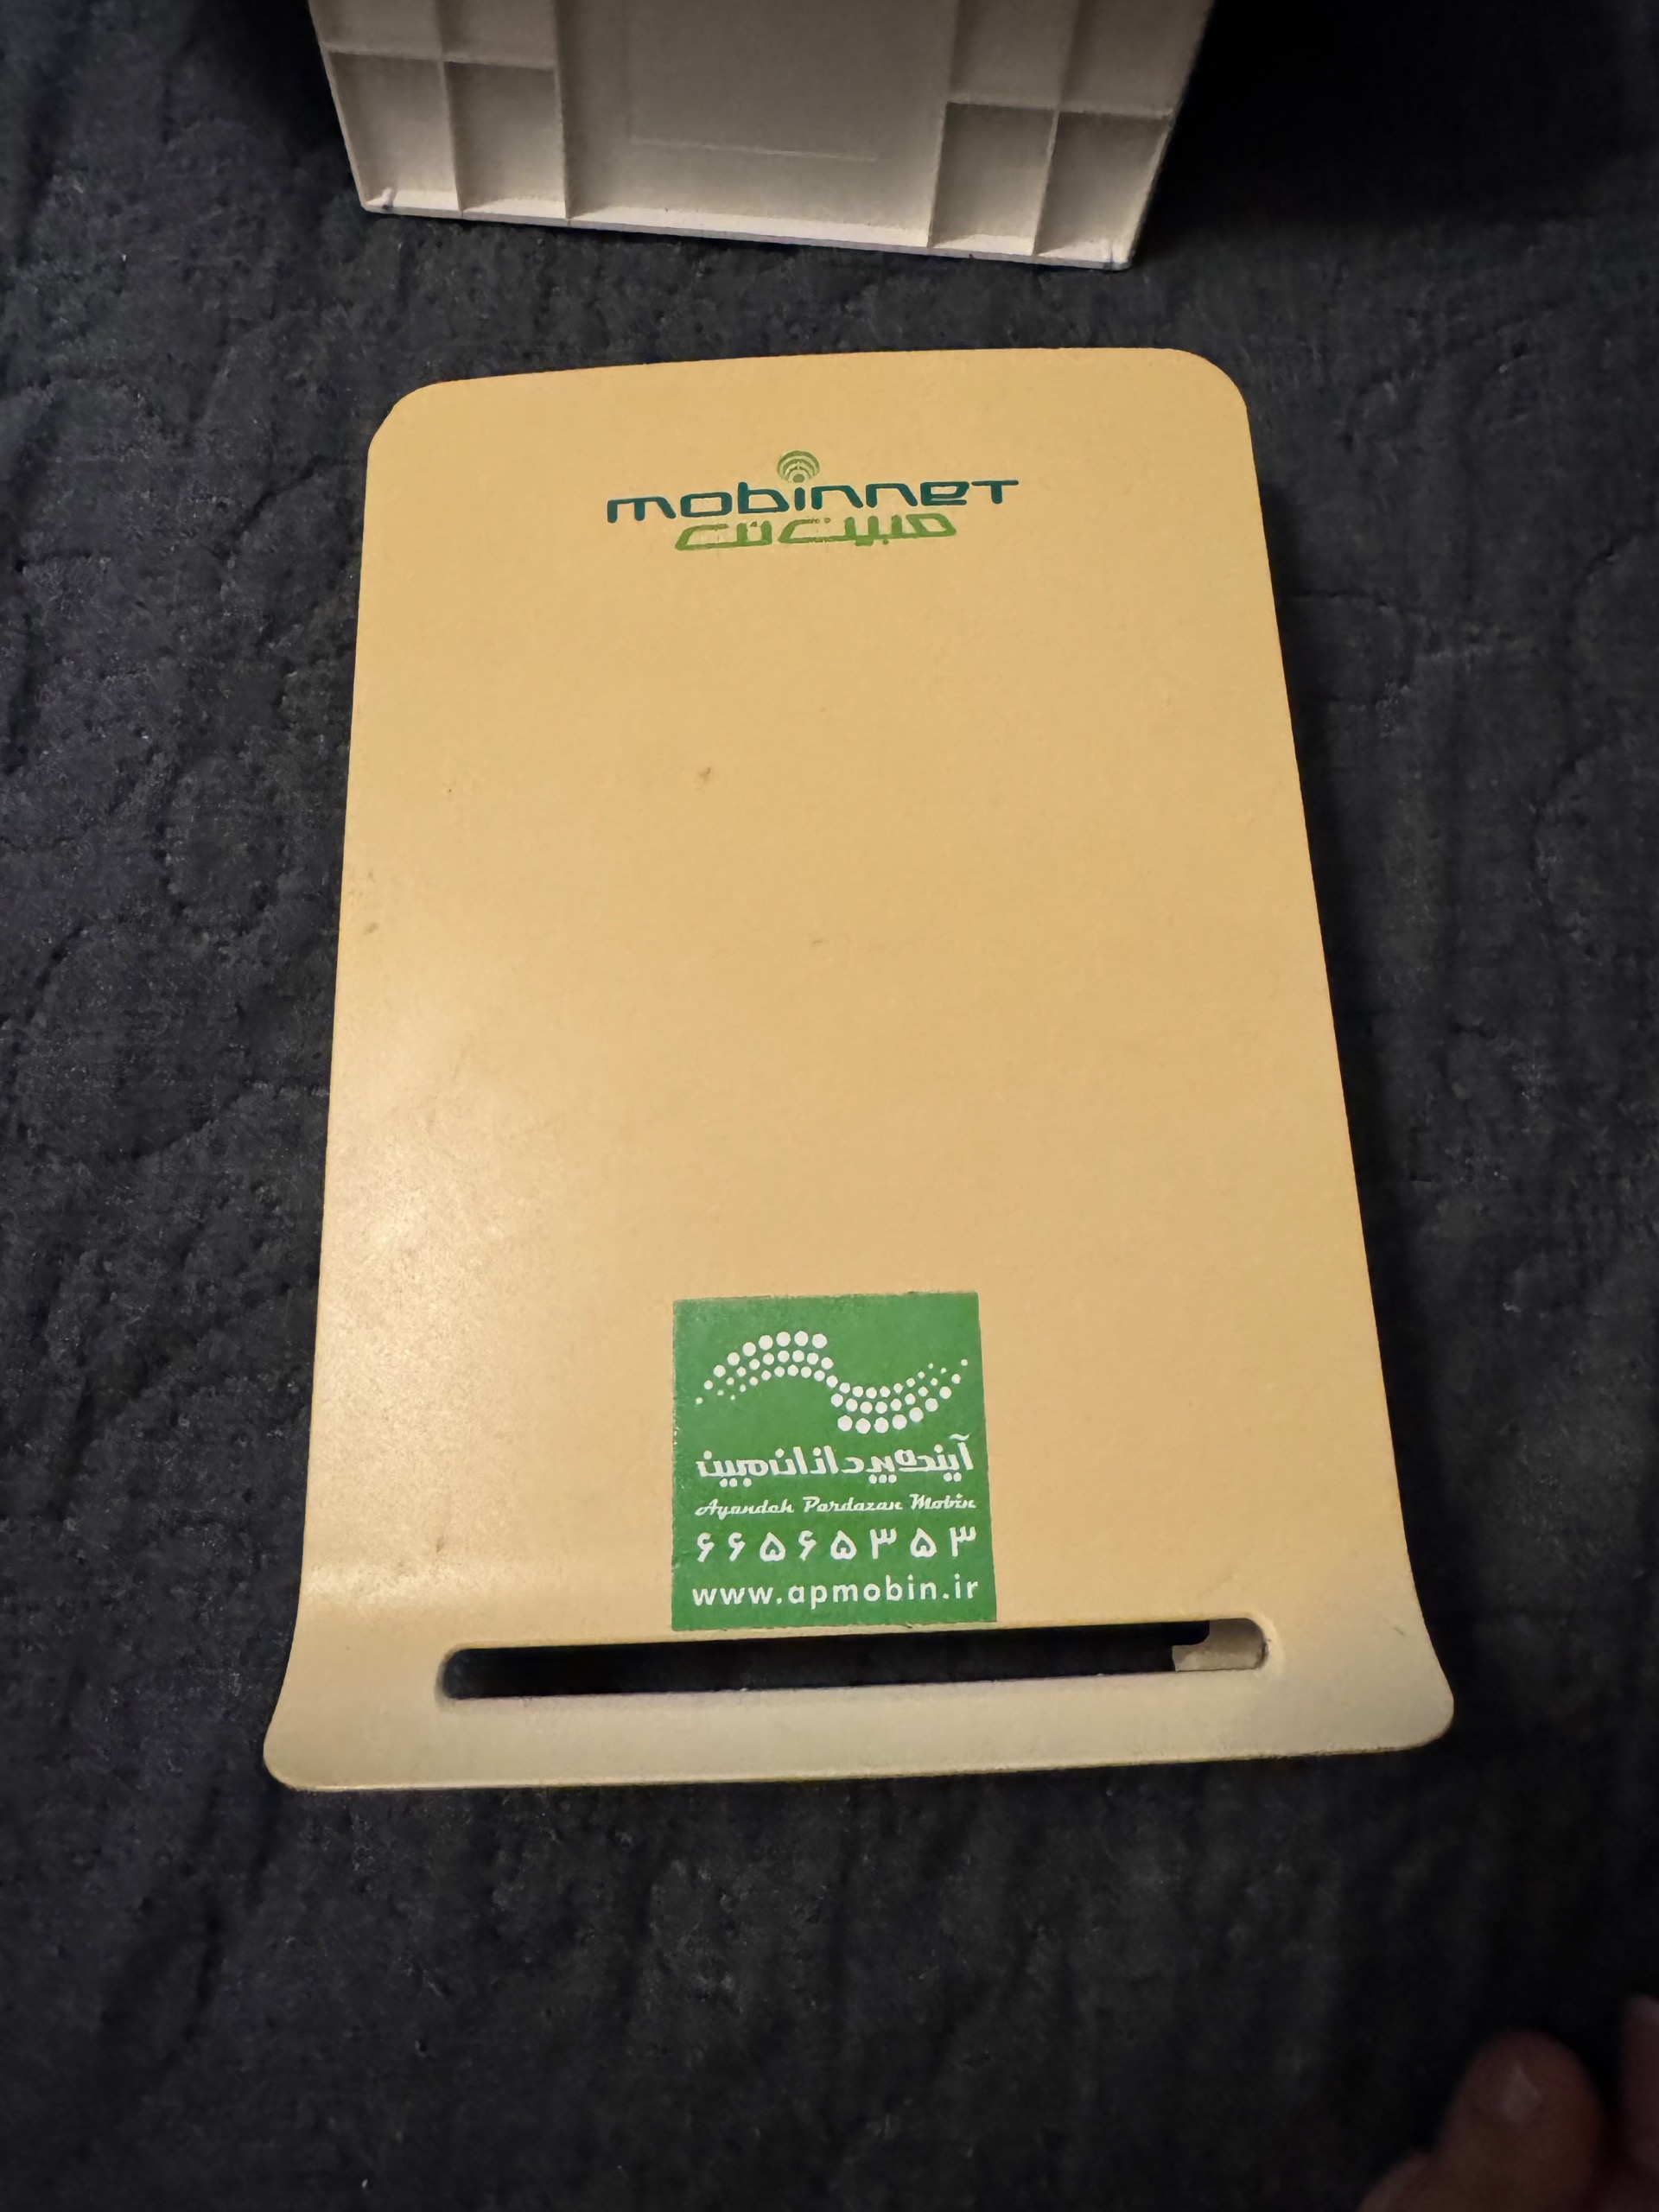 mobinnet
مبین نت
آینده‌پردازان مبین
Ayandeh Pardazan Mobin
۶۶۵۶۵۳۵۳
www.apmobin.ir